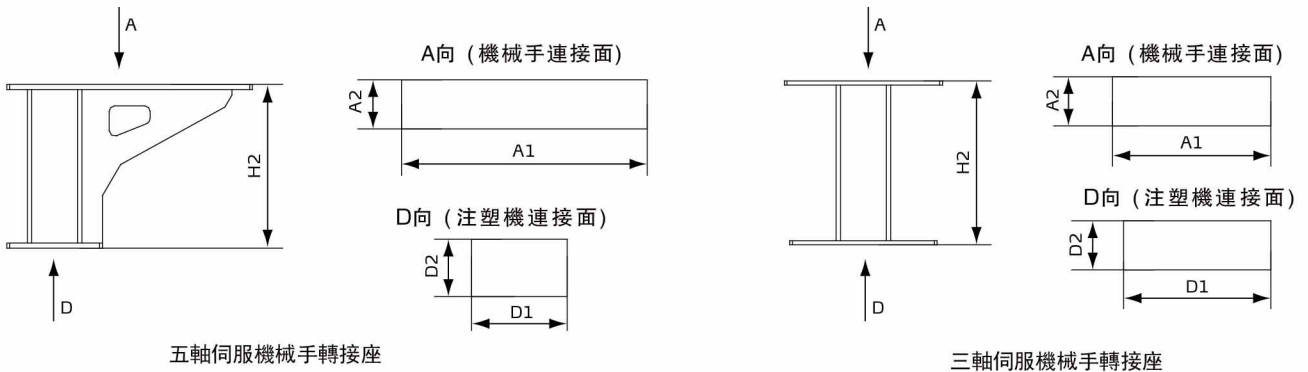 A
A向 (機械手連接面)
A2
A1
H2
D向 (注塑機連接面)
D2
D1
D
五軸伺服機械手轉接座
A
A向 (機械手連接面)
A2
A1
H2
D向 (注塑機連接面)
D2
D1
D
三軸伺服機械手轉接座